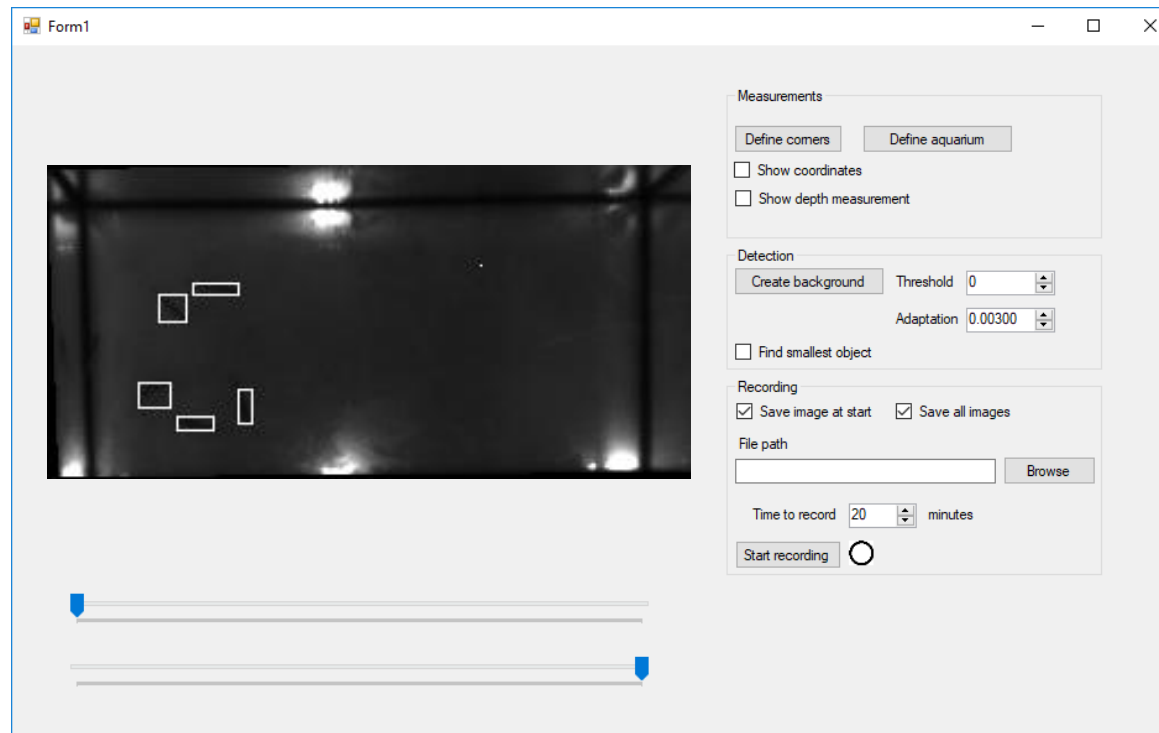 Form1
Measurements
Define corners Define aquarium
Show coordinates
Show depth measurement
Detection
Create background Threshold 0
Adaptation 0.00300
Find smallest object
Recording
Save image at start Save all images
File path
Browse
Time to record 20 minutes
Start recording